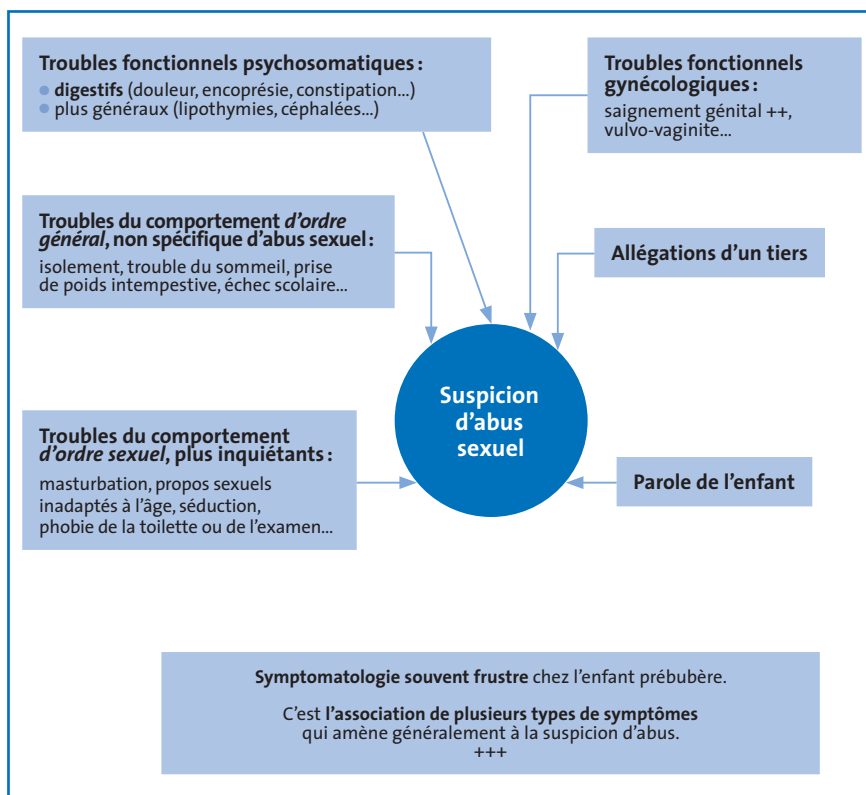 Troubles fonctionnels psychosomatiques :
● digestifs (douleur, encoprésie, constipation...)
● plus généraux (lipothymies, céphalées...)
Troubles fonctionnels
gynécologiques :
saignement génital ++,
vulvo-vaginite...
Troubles du comportement d'ordre
général, non spécifique d'abus sexuel :
isolement, trouble du sommeil, prise
de poids intempestive, échec scolaire...
Allégations d'un tiers
Suspicion
d'abus
sexuel
Troubles du comportement
d'ordre sexuel, plus inquiétants :
masturbation, propos sexuels
inadaptés à l'âge, séduction,
phobie de la toilette ou de l'examen...
Parole de l'enfant
Symptomatologie souvent frustre chez l'enfant prébubère.
C'est l'association de plusieurs types de symptômes
qui amène généralement à la suspicion d'abus.
+++